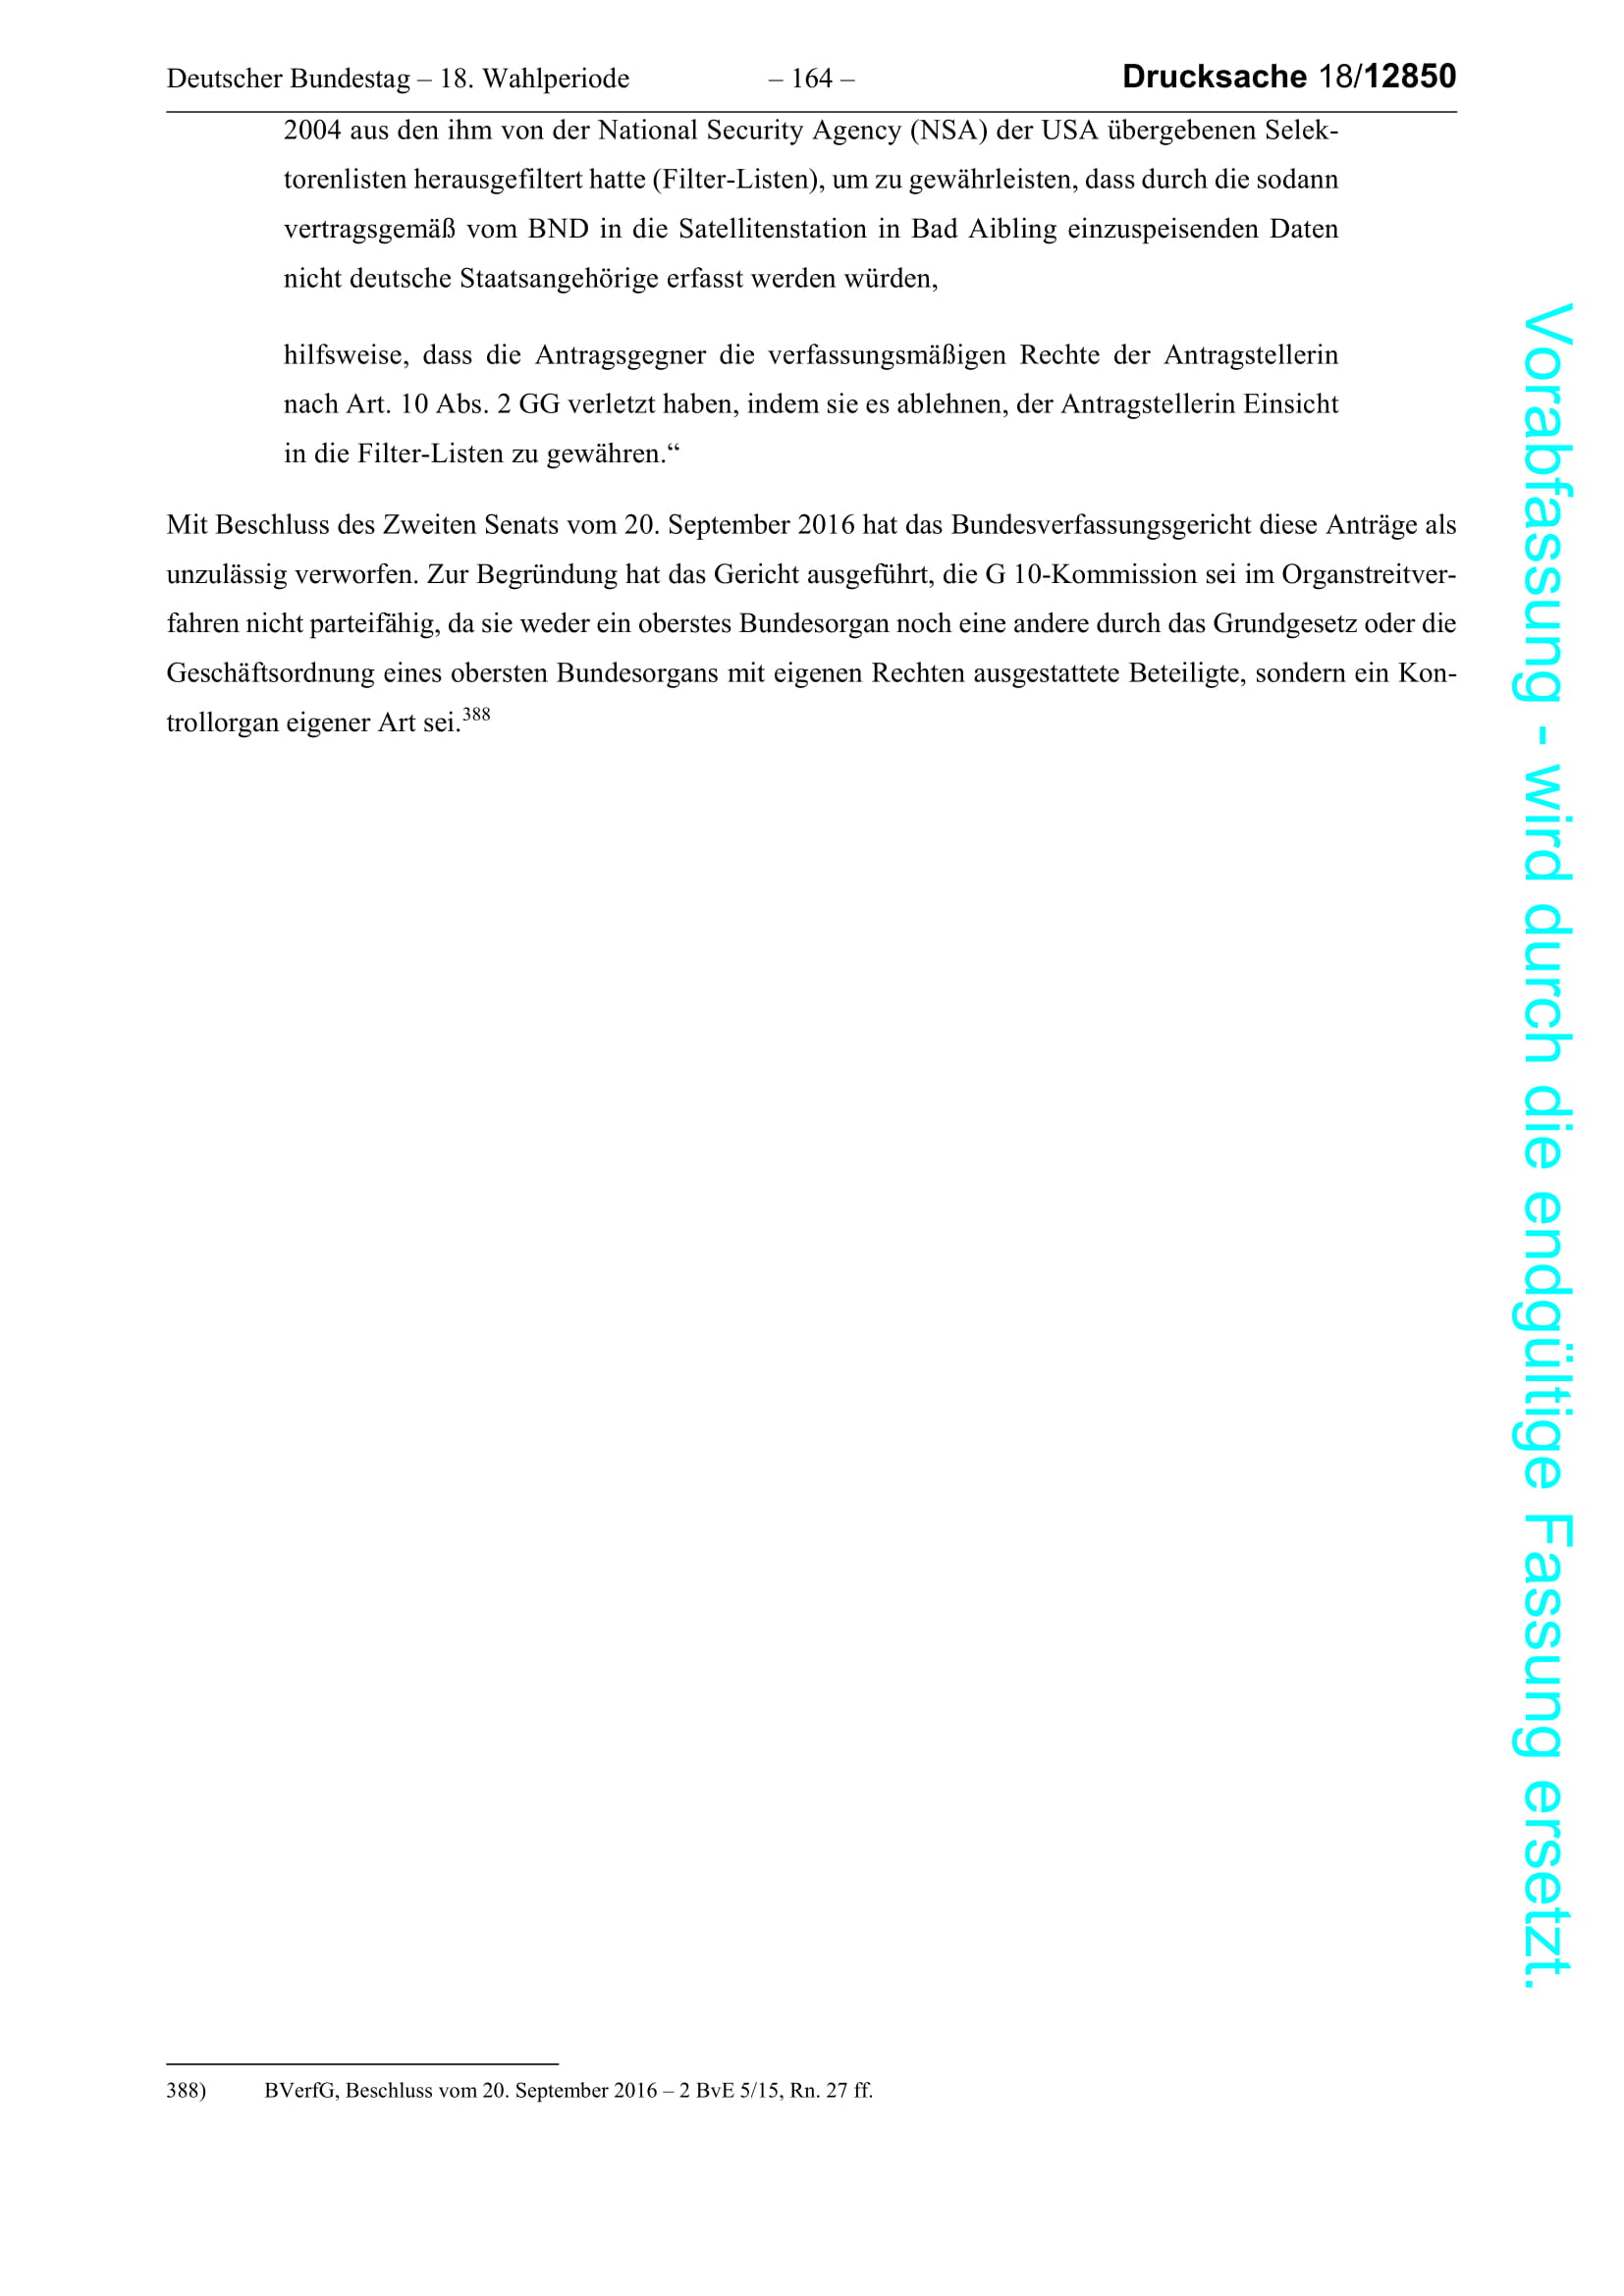 Deutscher Bundestag – 18. Wahlperiode – 164 – Drucksache 18/12850
2004 aus den ihm von der National Security Agency (NSA) der USA übergebenen Selek-
torenlisten herausgefiltert hatte (Filter-Listen), um zu gewährleisten, dass durch die sodann
vertragsgemäß vom BND in die Satellitenstation in Bad Aibling einzuspeisenden Daten
nicht deutsche Staatsangehörige erfasst werden würden,
hilfsweise, dass die Antragsgegner die verfassungsmäßigen Rechte der Antragstellerin
nach Art. 10 Abs. 2 GG verletzt haben, indem sie es ablehnen, der Antragstellerin Einsicht
in die Filter-Listen zu gewähren.“
Mit Beschluss des Zweiten Senats vom 20. September 2016 hat das Bundesverfassungsgericht diese Anträge als
unzulässig verworfen. Zur Begründung hat das Gericht ausgeführt, die G 10-Kommission sei im Organstreitver-
fahren nicht parteifähig, da sie weder ein oberstes Bundesorgan noch eine andere durch das Grundgesetz oder die
Geschäftsordnung eines obersten Bundesorgans mit eigenen Rechten ausgestattete Beteiligte, sondern ein Kon-
trollorgan eigener Art sei.388
388) BVerfG, Beschluss vom 20. September 2016 – 2 BvE 5/15, Rn. 27 ff.
Vorabfassung - wird durch die endgültige Fassung ersetzt.